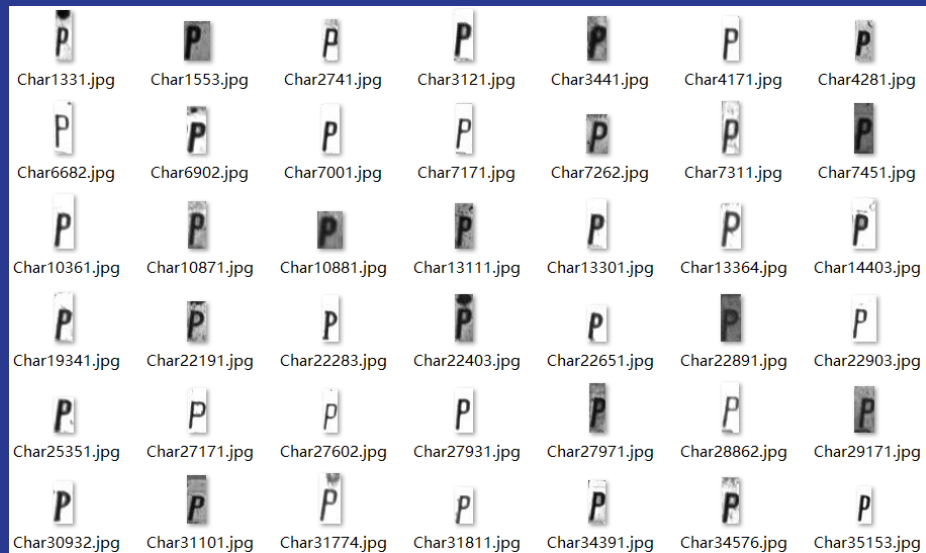 P P P P P P P
Char1331.jpg Char1553.jpg Char2741.jpg Char3121.jpg Char3441.jpg Char4171.jpg Char4281.jpg
P P P P P P P
Char6682.jpg Char6902.jpg Char7001.jpg Char7171.jpg Char7262.jpg Char7311.jpg Char7451.jpg
P P P P P P P
Char10361.jpg Char10871.jpg Char10881.jpg Char13111.jpg Char13301.jpg Char13364.jpg Char14403.jpg
P P P P P P P
Char19341.jpg Char22191.jpg Char22283.jpg Char22403.jpg Char22651.jpg Char22891.jpg Char22903.jpg
P P P P P P P
Char25351.jpg Char27171.jpg Char27602.jpg Char27931.jpg Char27971.jpg Char28862.jpg Char29171.jpg
P P P P P P P
Char30932.jpg Char31101.jpg Char31774.jpg Char31811.jpg Char34391.jpg Char34576.jpg Char35153.jpg